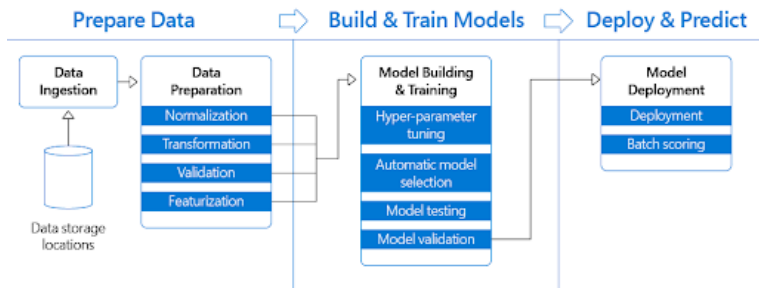 Prepare Data
Build & Train Models
Deploy & Predict
Data
Ingestion
Data storage
locations
Data
Preparation
Normalization
Transformation
Validation
Featurization
Model Building
& Training
Hyper-parameter
tuning
Automatic model
selection
Model testing
Model validation
Model
Deployment
Deployment
Batch scoring